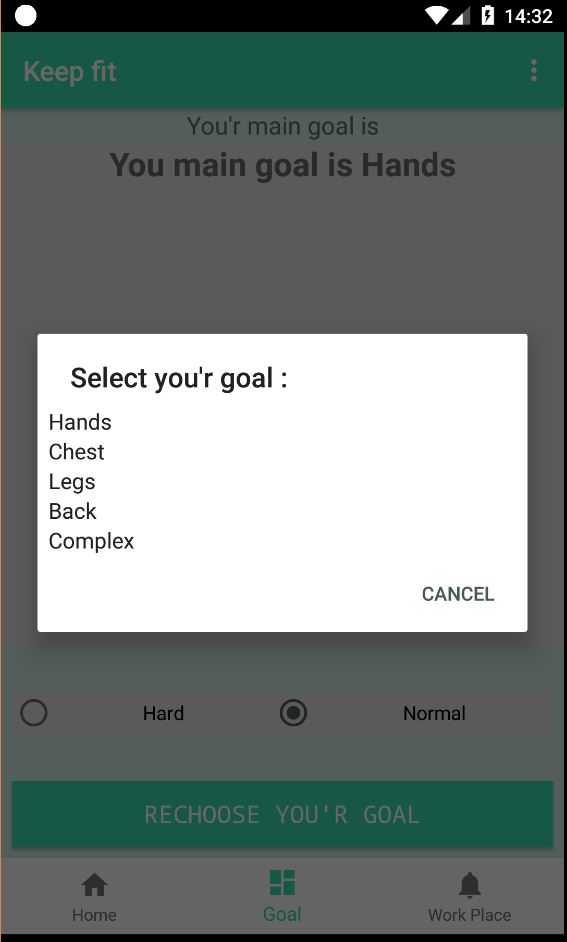 14:32
Keep fit
You'r main goal is
You main goal is Hands
Select you'r goal :
Hands
Chest
Legs
Back
Complex
CANCEL
Hard Normal
RECHOOSE YOU'R GOAL
Home Goal Work Place